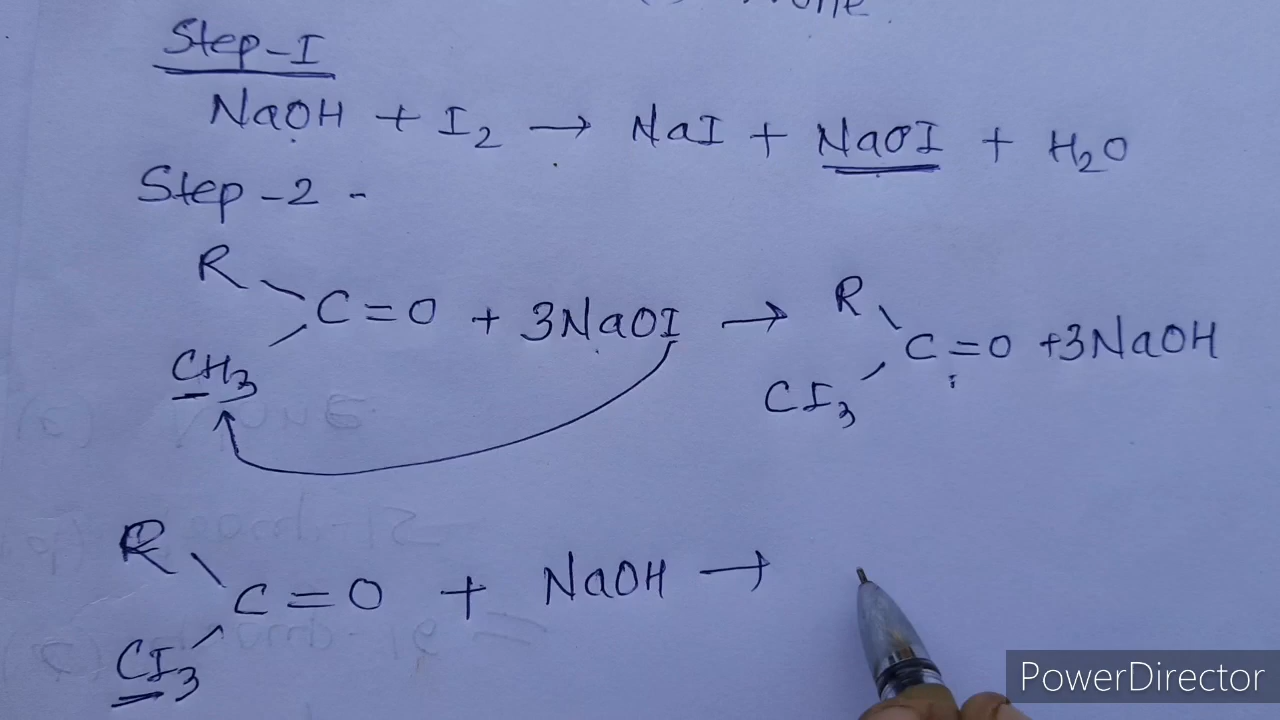 Step-I
NaOH + I₂ → NaI + NaOI + H₂O
Step-2 -
R
C=O + 3NaOI → C=O +3NaOH
CH₃
R
CI₃
R
C=O + NaOH →
CI₃
PowerDirector